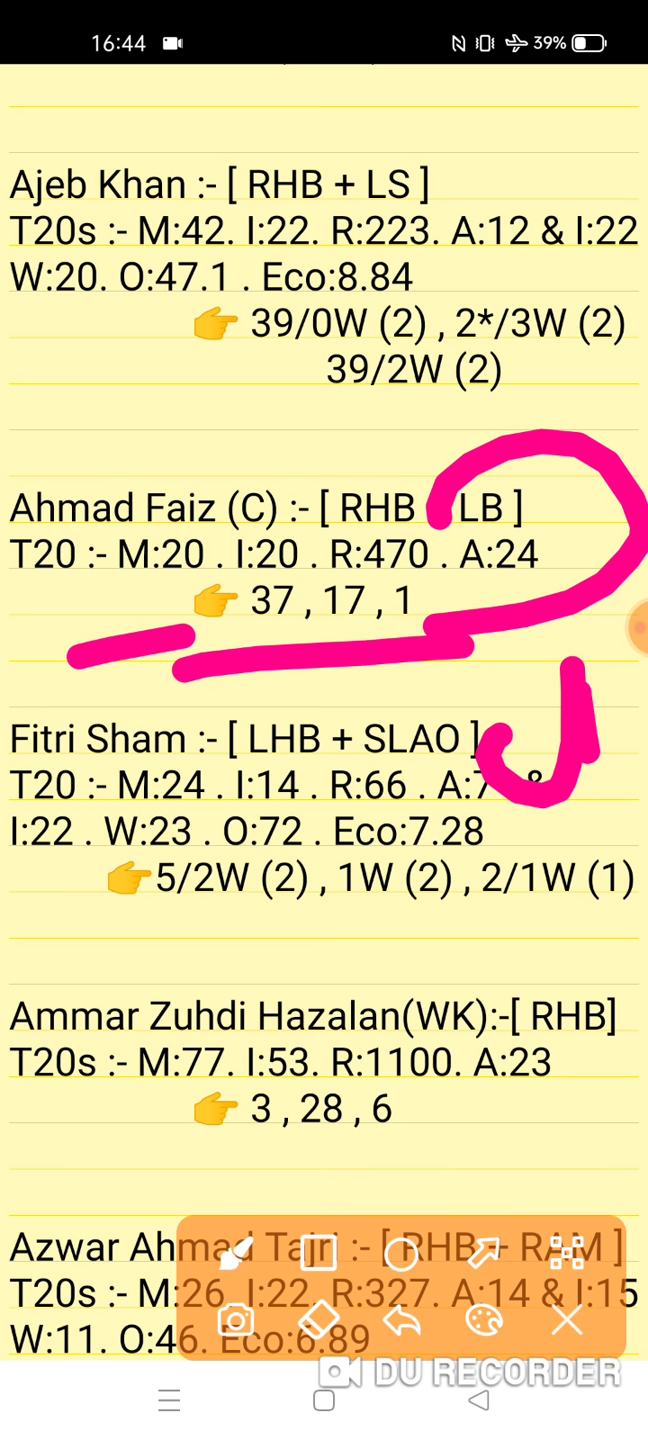 16:44
39%
Ajeb Khan :- [ RHB + LS ]
T20s :- M:42. I:22. R:223. A:12 & I:22
W:20. O:47.1 . Eco:8.84
👉 39/0W (2) , 2*/3W (2)
39/2W (2)
Ahmad Faiz (C) :- [ RHB LB ]
T20 :- M:20 . I:20 . R:470 . A:24
👉 37 , 17 , 1
Fitri Sham :- [ LHB + SLAO ]
T20 :- M:24 . I:14 . R:66 . A:7 &
I:22 . W:23 . O:72 . Eco:7.28
👉5/2W (2) , 1W (2) , 2/1W (1)
Ammar Zuhdi Hazalan(WK):-[ RHB]
T20s :- M:77. I:53. R:1100. A:23
👉 3 , 28 , 6
Azwar Ahmad Tajri :- [ RHB + RAM ]
T20s :- M:26. I:22. R:327. A:14 & I:15
W:11. O:46. Eco:6.89
DU RECORDER